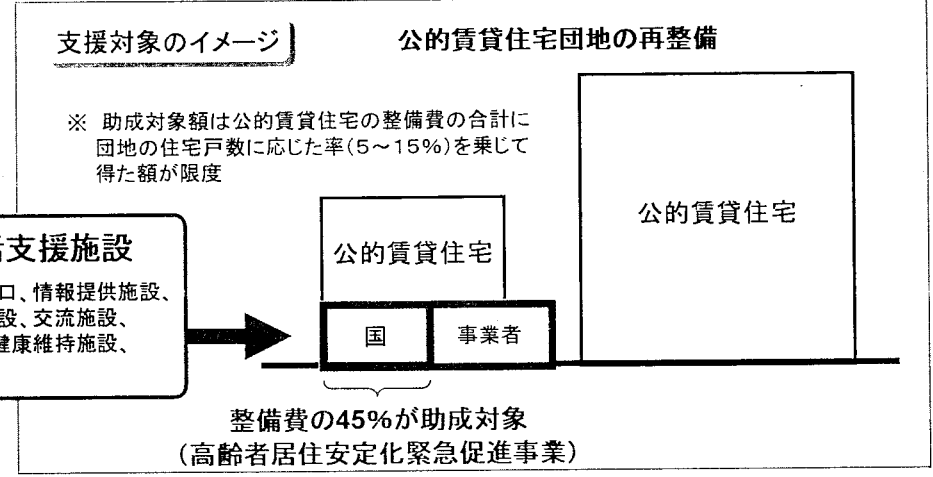 支援対象のイメージ
公的賃貸住宅団地の再整備
※ 助成対象額は公的賃貸住宅の整備費の合計に
団地の住宅戸数に応じた率(5～15%)を乗じて
得た額が限度
公的賃貸住宅
公的賃貸住宅
支援施設
口、情報提供施設、
設、交流施設、
健康維持施設、
国
事業者
整備費の45%が助成対象
(高齢者居住安定化緊急促進事業)